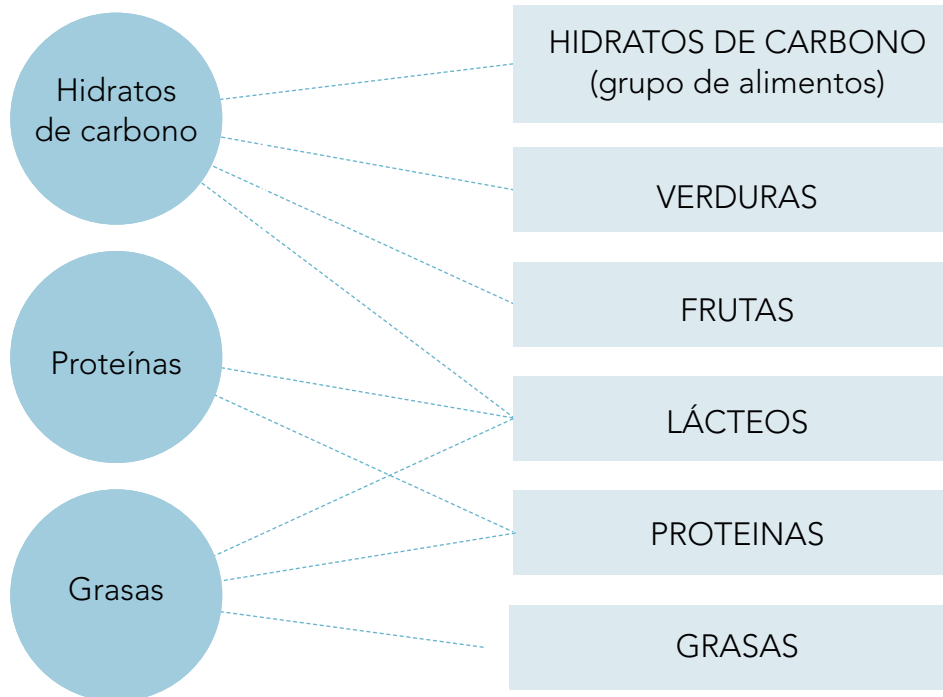 Hidratos
de carbono
Proteínas
Grasas
HIDRATOS DE CARBONO
(grupo de alimentos)
VERDURAS
FRUTAS
LÁCTEOS
PROTEINAS
GRASAS